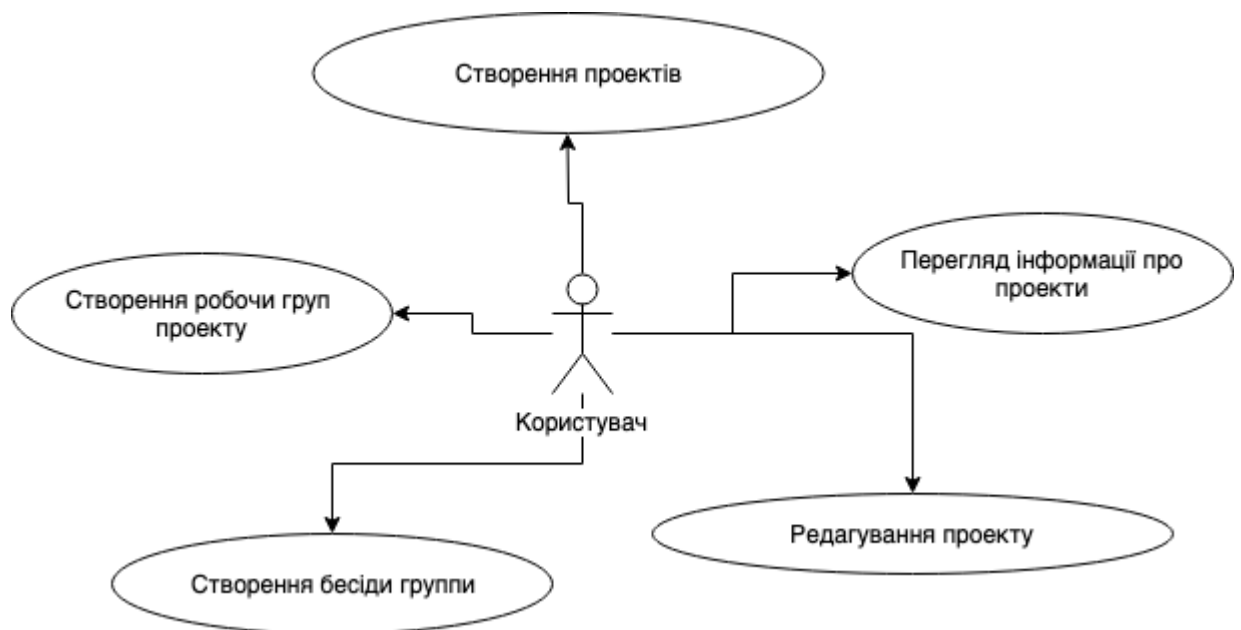 Створення проектів
Перегляд інформації про
проекти
Створення робочи груп
проекту
Користувач
Редагування проекту
Створення бесіди группи